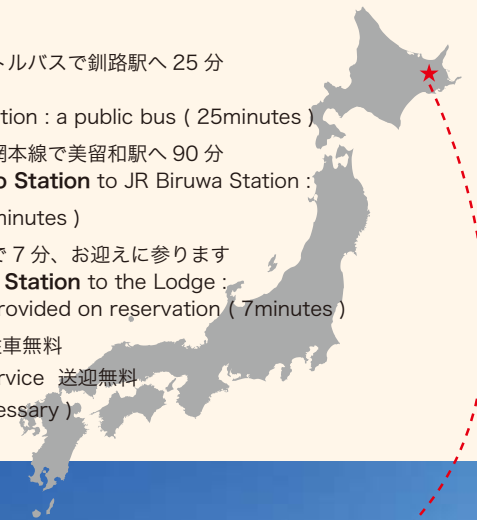 トルバスで釧路駅へ 25 分
tion : a public bus ( 25minutes )
網本線で美留和駅へ 90 分
o Station to JR Biruwa Station :
minutes )
で 7 分、お迎えに参ります
Station to the Lodge :
rovided on reservation ( 7minutes )
車無料
rvice 送迎無料
essary )